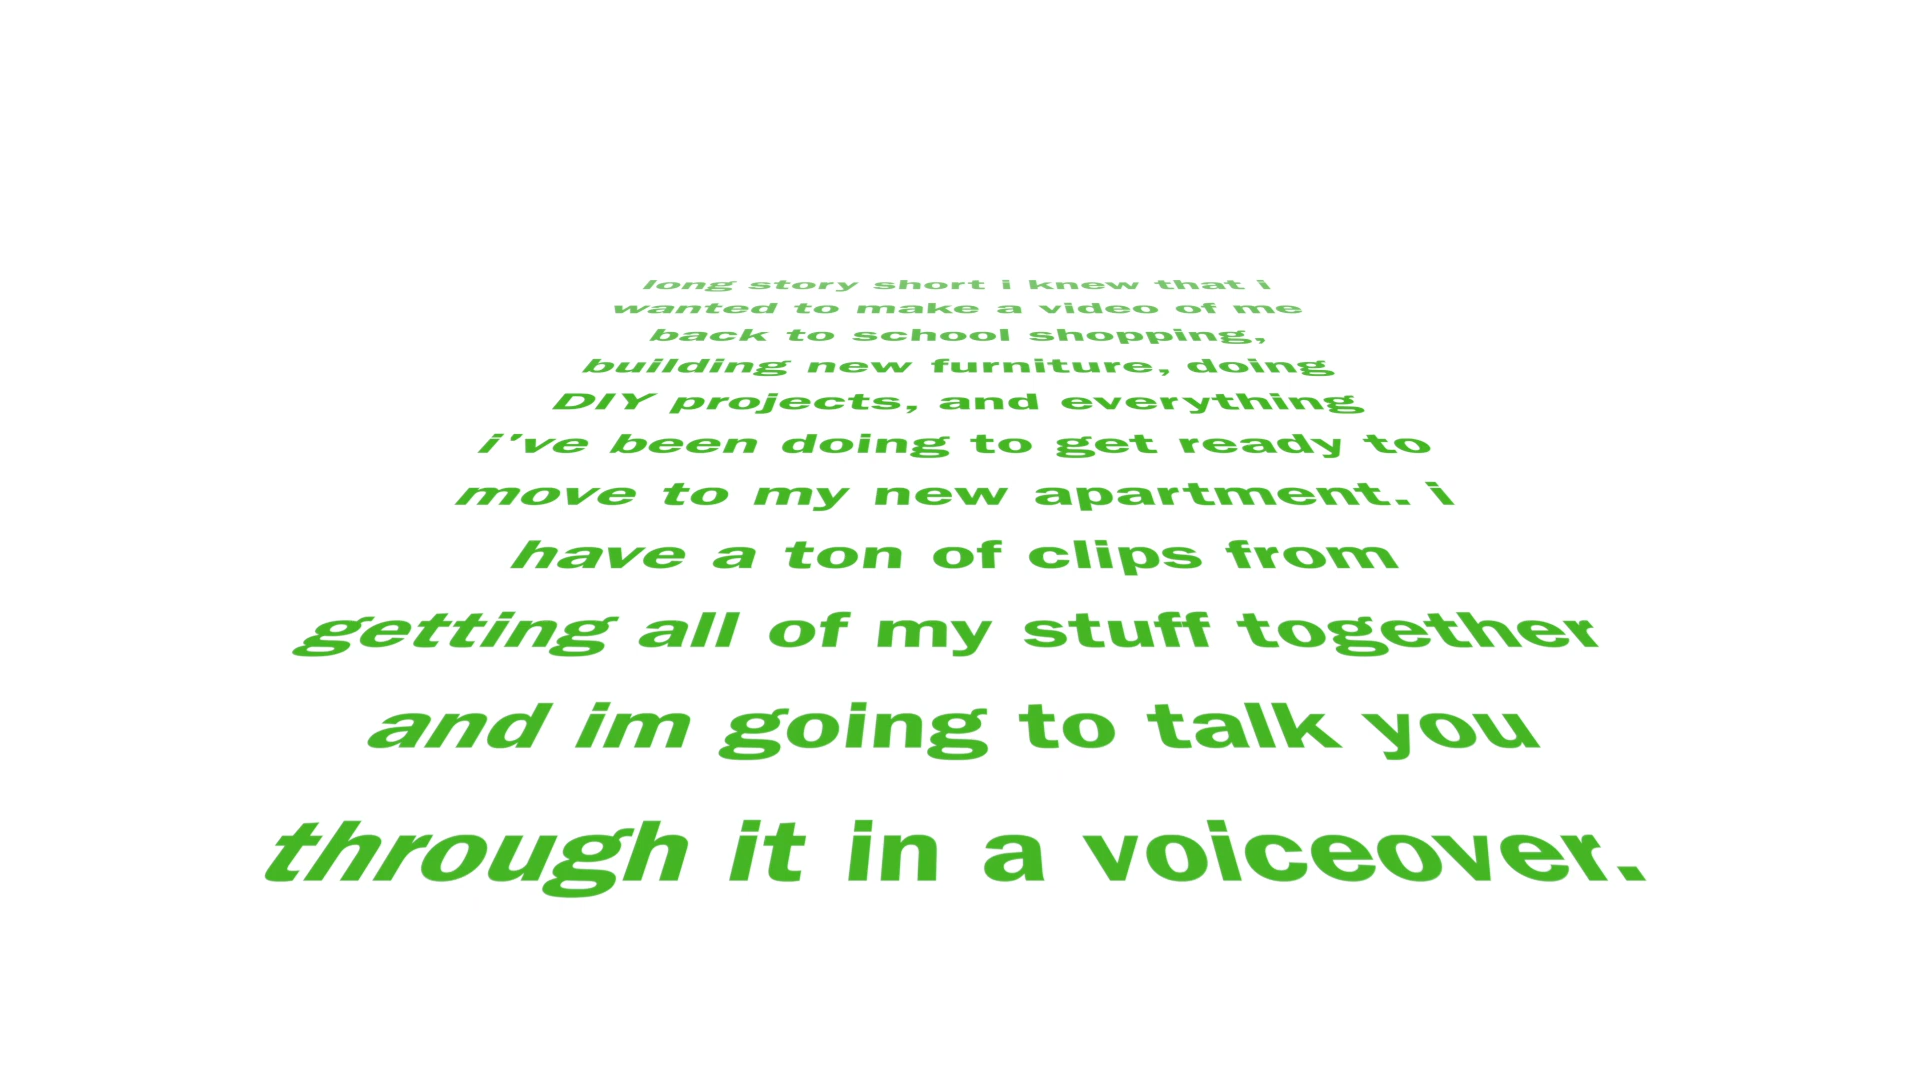 long story short i knew that i
wanted to make a video of me
back to school shopping,
building new furniture, doing
DIY projects, and everything
i've been doing to get ready to
move to my new apartment. i
have a ton of clips from
getting all of my stuff together
and im going to talk you
through it in a voiceover.